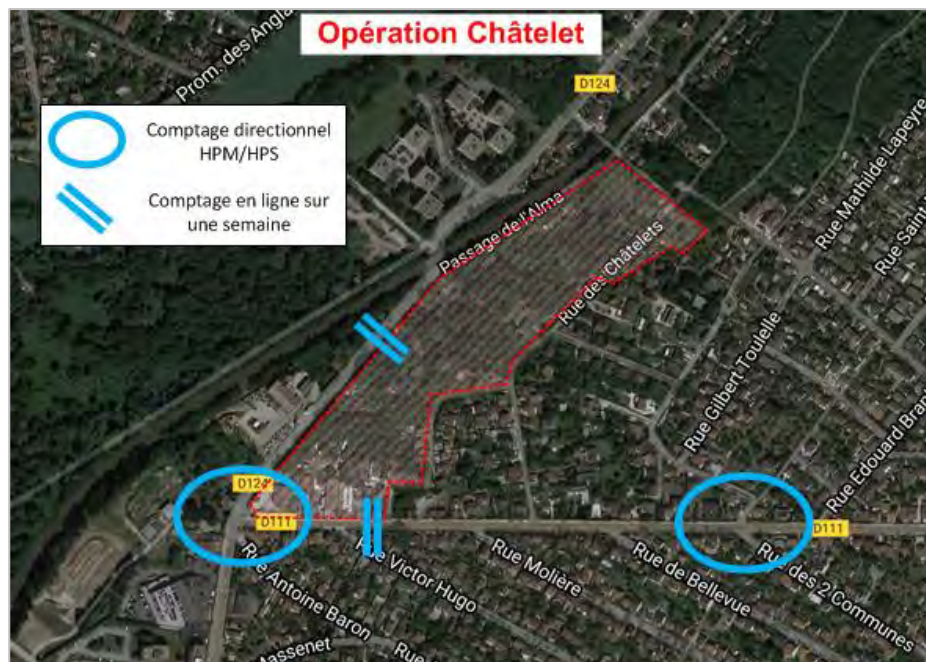 Opération Châtelet
Prom. des Angla
D124
Comptage directionnel
HPM/HPS
Comptage en ligne sur
une semaine
Passage de l'Alma
Rue des Châtelets
Rue Mathilde Lapeyre
Rue Saint
Rue Gilbert Toulelle
Rue Edouard Bran
D124
D111
D111
Rue Antoine Baron
Rue Victor Hugo
Rue Molière
Rue de Bellevue
Rue des 2 Communes
Massenet
Rue